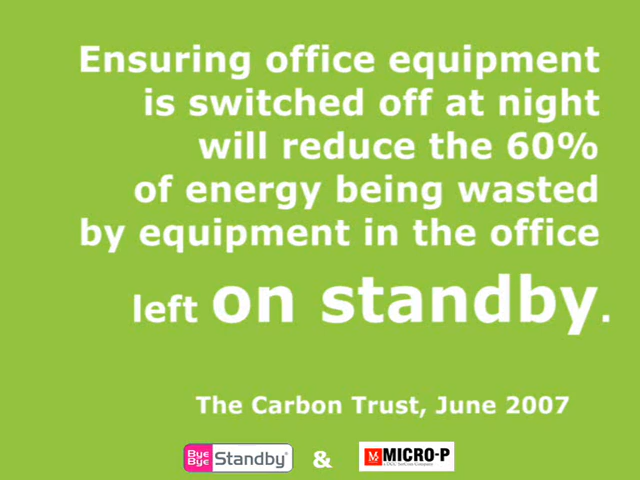 Ensuring office equipment
is switched off at night
will reduce the 60%
of energy being wasted
by equipment in the office
left on standby.
The Carbon Trust, June 2007
Bye Bye Standby® & MICRO-P